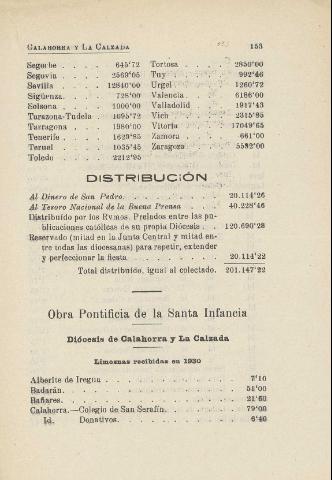 CALAHORRA Y LA CALZADA 153
Segorbe . . . . . 645'72 Tortosa . . . . . 2850'00
Segovia . . . . . 2569'05 Tuy . . . . . 992'46
Sevilla . . . . . 12840'00 Urgel . . . . . 1260'72
Sigüenza. . . . . 728'00 Valencia. . . . . 6186'00
Solsona . . . . . 1000'00 Valladolid . . . . 1917'43
Tarazona-Tudela . 1095'72 Vich . . . . . 2315'85
Tarragona . . . . 1980'00 Vitoria . . . . . 17049'65
Tenerife . . . . 1629'85 Zamora . . . . . 661'00
Teruel . . . . . 1035'45 Zaragoza . . . . 5532'00
Toledo . . . . . 2212'95
DISTRIBUCIÓN
Al Dinero de San Pedro. . . . . . . . 20.114'26
Al Tesoro Nacional de la Buena Prensa . . . . 40.228'46
Distribuído por los Rvmos. Prelados entre las pu-
blicaciones católicas de su propia Diócesis . . 120.690'28
Reservado (mitad en la Junta Central y mitad en-
tre todas las diocesanas) para repetir, extender
y perfeccionar la fiesta . . . . . . . 20.114'22
Total distribuído, igual al colectado. 201.147'22
Obra Pontificia de la Santa Infancia
Diócesis de Calahorra y La Calzada
Limosnas recibidas en 1930
Alberite de Iregua . . . . . . . . . 7'10
Badarán. . . . . . . . . . . 51'00
Bañares. . . . . . . . . . . 21'60
Calahorra.—Colegio de San Serafín. . . . . 79'00
Id. Donativos. . . . . . . . 6'40